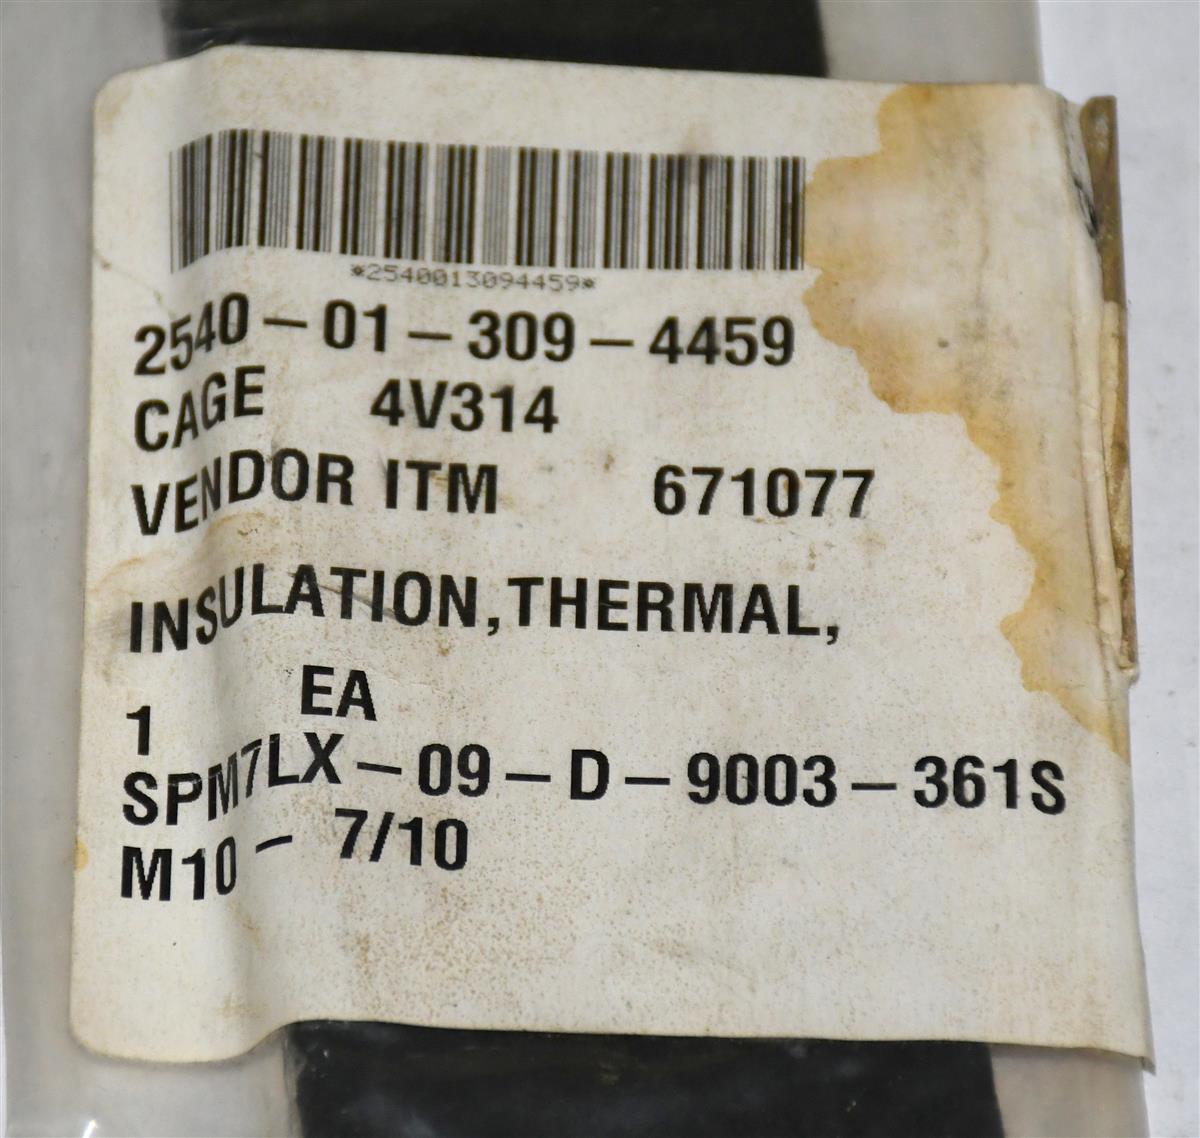 *2540013094459*
2540-01-309-4459
CAGE 4V314
VENDOR ITM 671077
INSULATION,THERMAL,
1 EA
SPM7LX-09-D-9003-361S
M10- 7/10